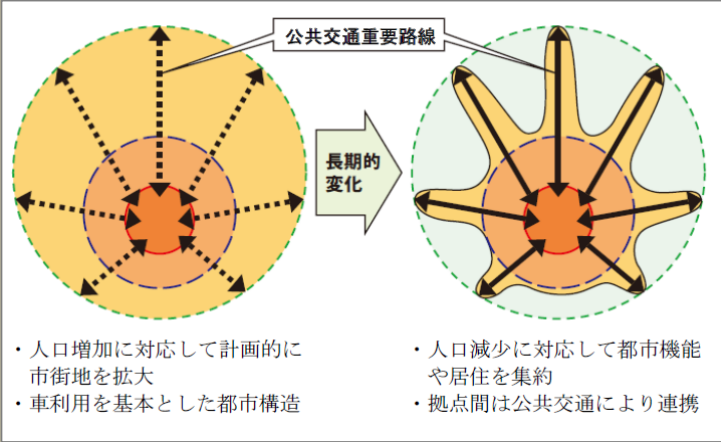 公共交通重要路線
長期的
変化
・人口増加に対応して計画的に
市街地を拡大
・車利用を基本とした都市構造
・人口減少に対応して都市機能
や居住を集約
・拠点間は公共交通により連携